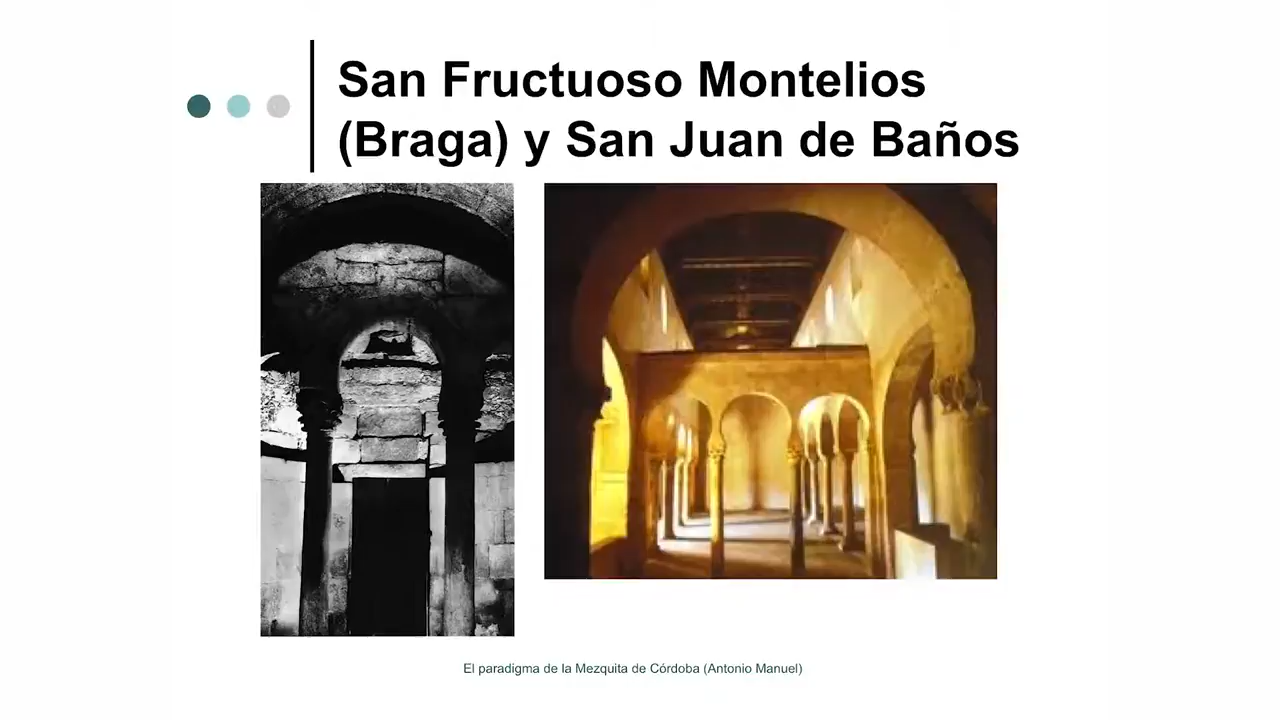 San Fructuoso Montelios
(Braga) y San Juan de Baños
El paradigma de la Mezquita de Córdoba (Antonio Manuel)